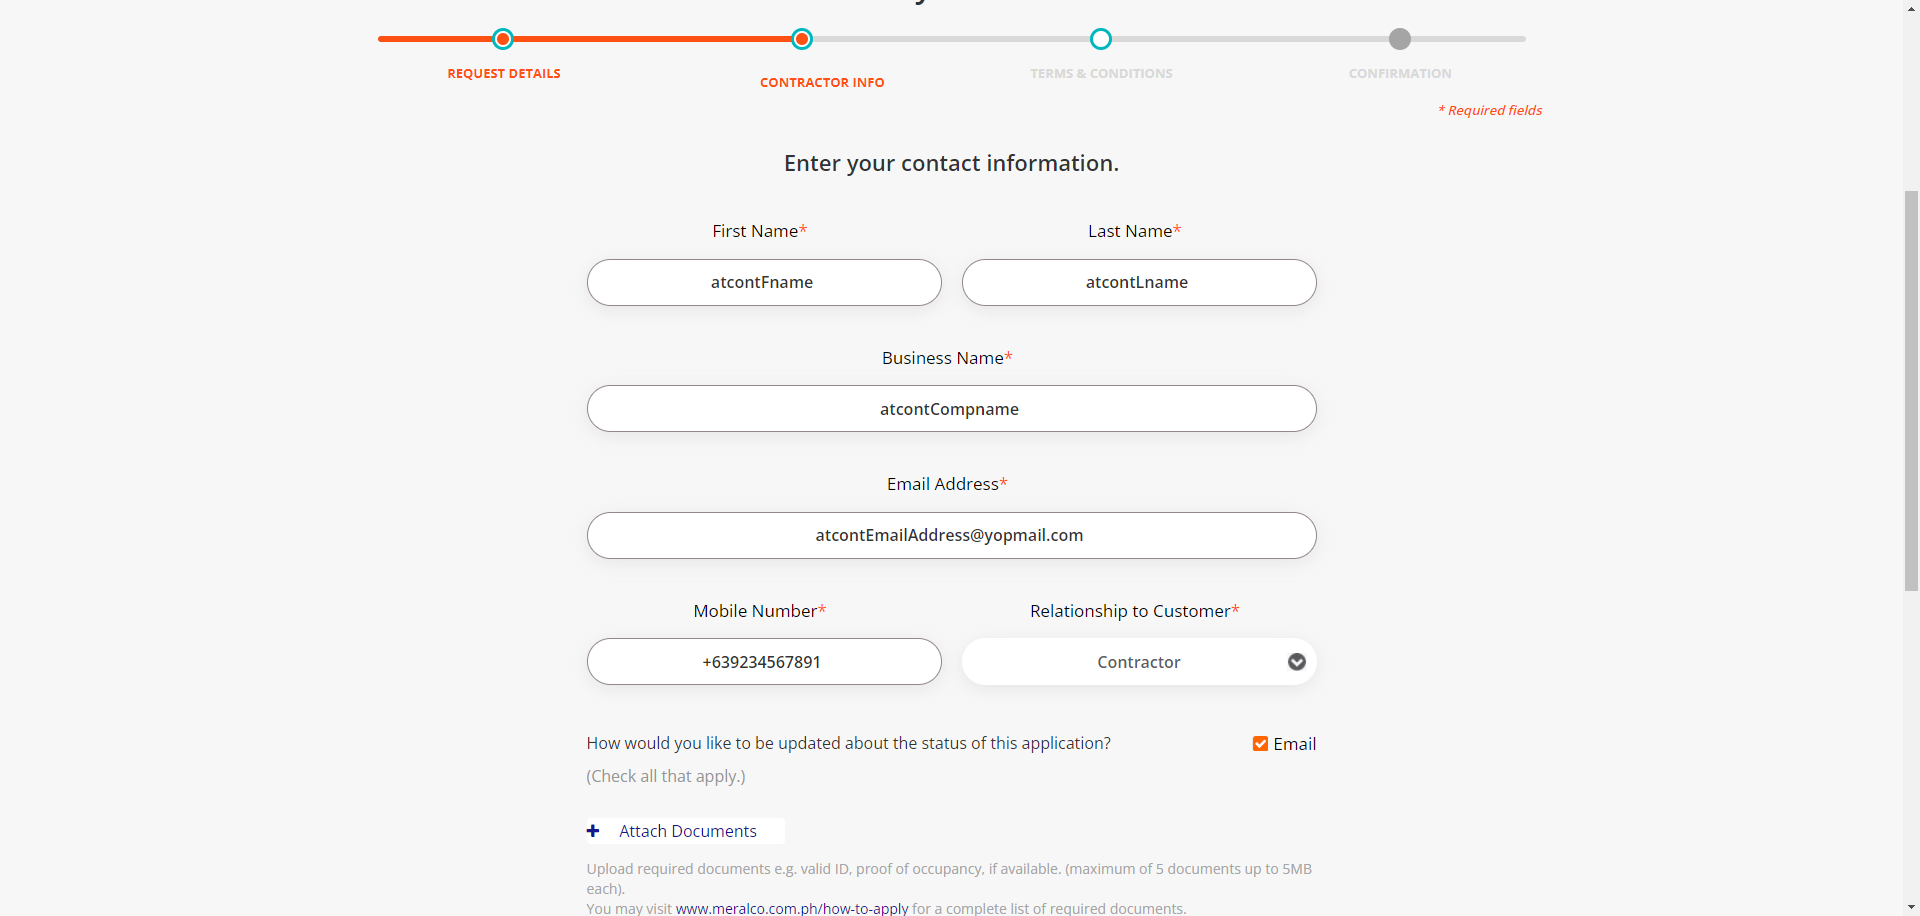 REQUEST DETAILS
CONTRACTOR INFO
TERMS & CONDITIONS
CONFIRMATION
* Required fields
Enter your contact information.
First Name*
Last Name*
atcontFname
atcontLname
Business Name*
atcontCompname
Email Address*
atcontEmailAddress@yopmail.com
Mobile Number*
Relationship to Customer*
+639234567891
Contractor
How would you like to be updated about the status of this application?
Email
(Check all that apply.)
Attach Documents
Upload required documents e.g. valid ID, proof of occupancy, if available. (maximum of 5 documents up to 5MB
each).
You may visit www.meralco.com.ph/how-to-apply for a complete list of required documents.